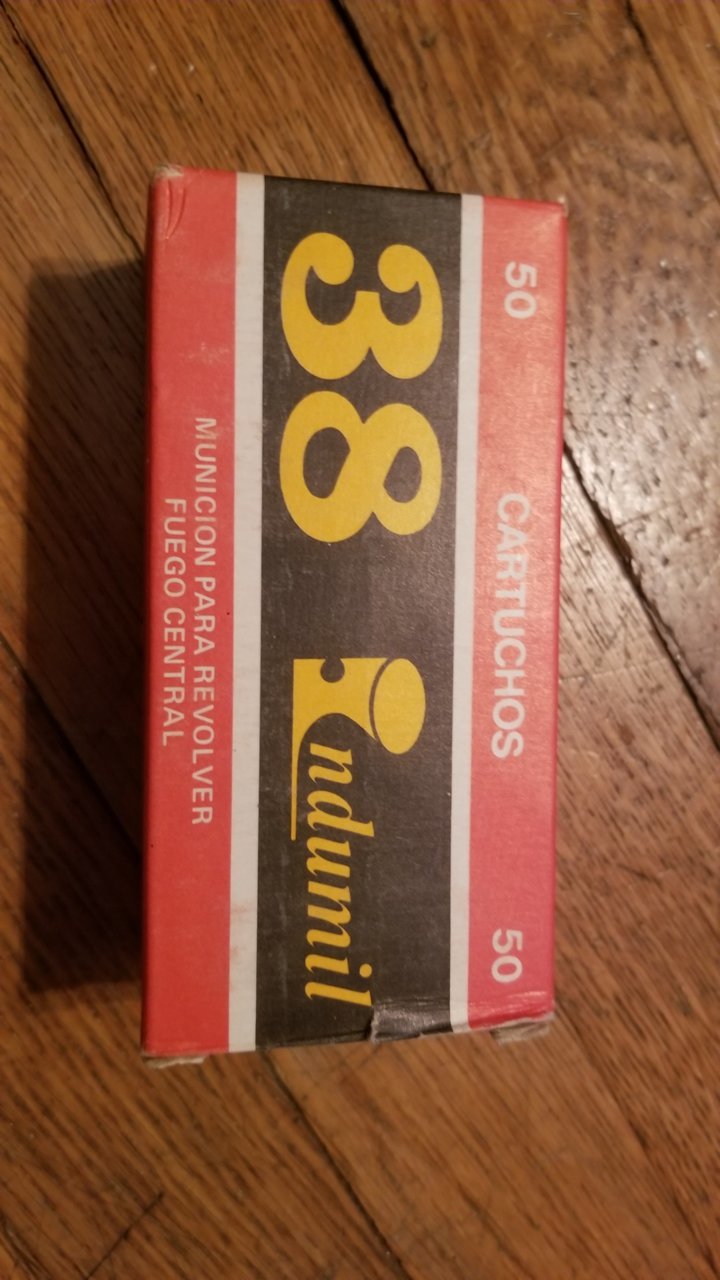 50 CARTUCHOS 50
38 Indumil
MUNICION PARA REVOLVER
FUEGO CENTRAL